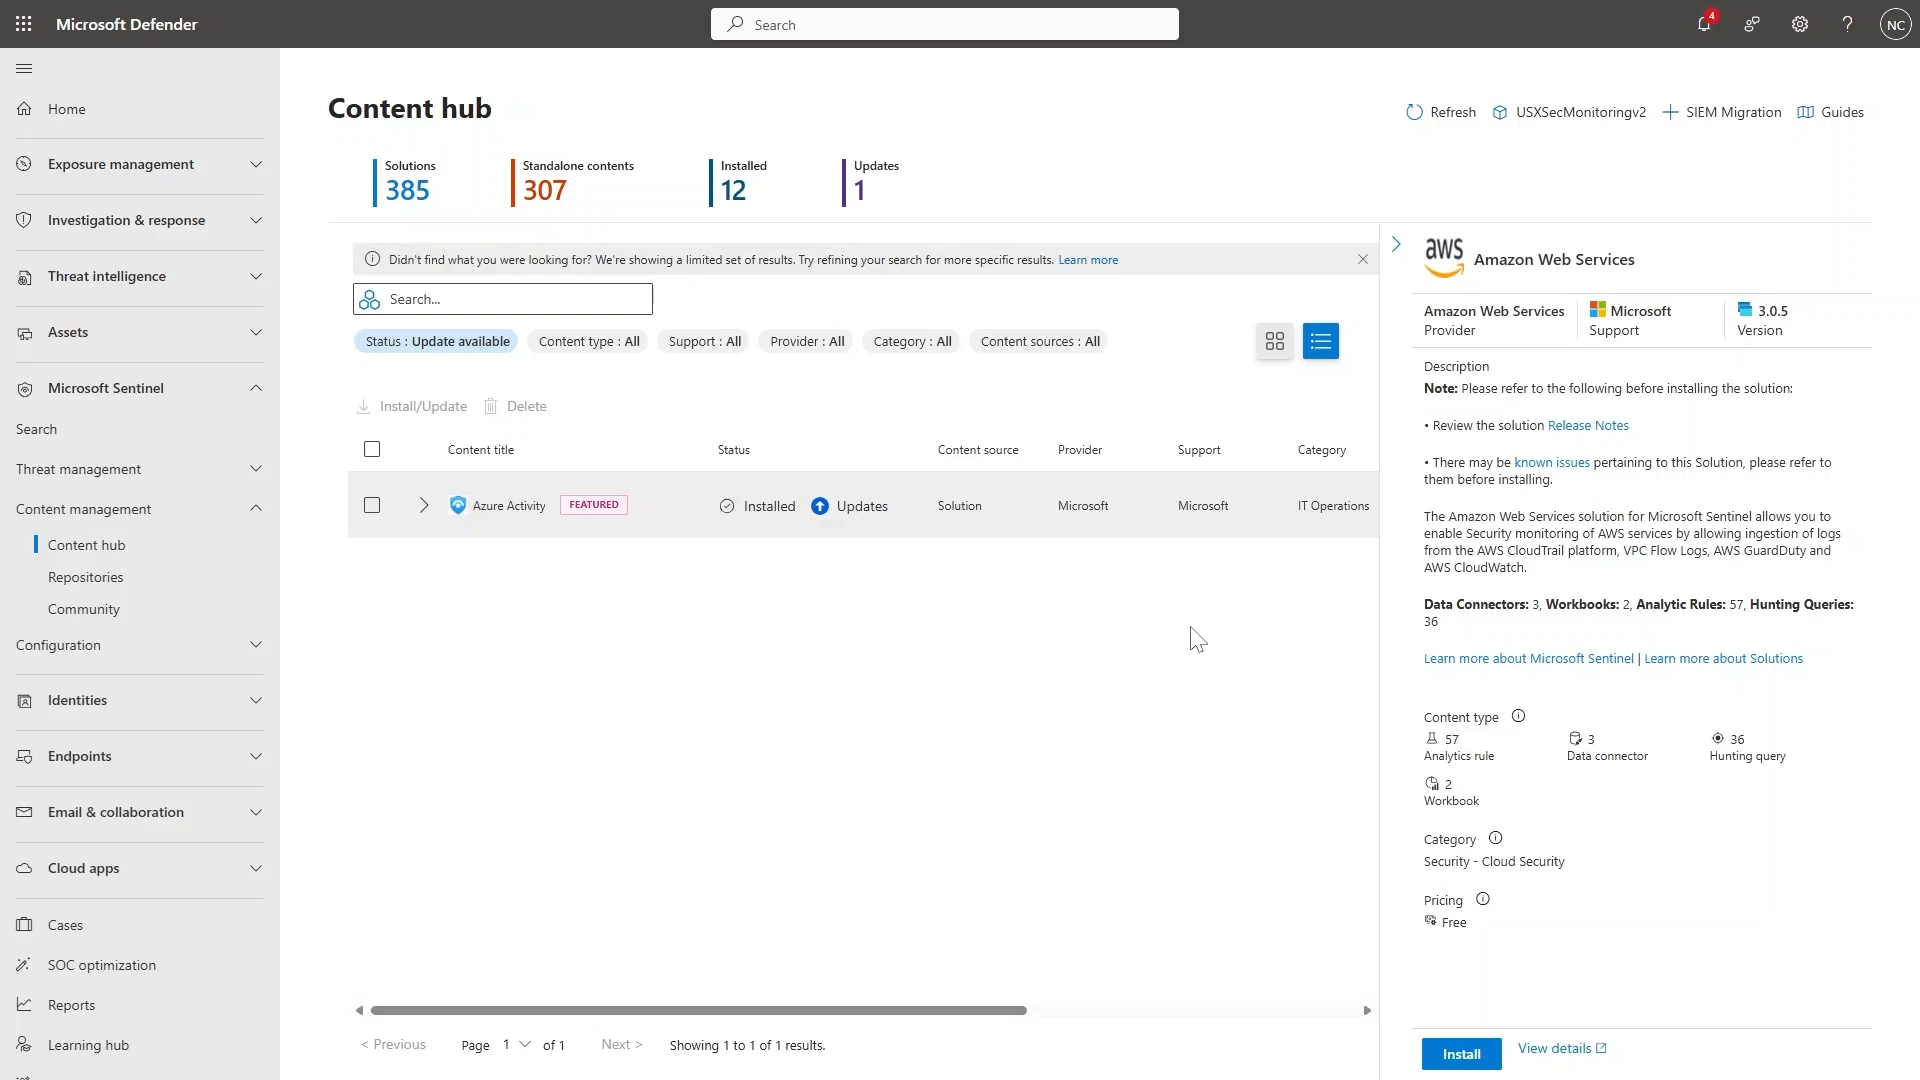 Microsoft Defender
Search
4
NC
Home
Exposure management
Investigation & response
Threat intelligence
Assets
Microsoft Sentinel
Search
Threat management
Content management
Content hub
Repositories
Community
Configuration
Identities
Endpoints
Email & collaboration
Cloud apps
Cases
SOC optimization
Reports
Learning hub
Content hub
Refresh
USXSecMonitoringv2
SIEM Migration
Guides
Solutions
385
Standalone contents
307
Installed
12
Updates
1
Didn't find what you were looking for? We're showing a limited set of results. Try refining your search for more specific results. Learn more
Search...
Status : Update available
Content type : All
Support : All
Provider : All
Category : All
Content sources : All
Install/Update
Delete
Content title
Status
Content source
Provider
Support
Category
Azure Activity
FEATURED
Installed
Updates
Solution
Microsoft
Microsoft
IT Operations
< Previous
Page 1 of 1
Next >
Showing 1 to 1 of 1 results.
aws
Amazon Web Services
Amazon Web Services
Provider
Microsoft
Support
3.0.5
Version
Description
Note: Please refer to the following before installing the solution:
• Review the solution Release Notes
• There may be known issues pertaining to this Solution, please refer to
them before installing.
The Amazon Web Services solution for Microsoft Sentinel allows you to
enable Security monitoring of AWS services by allowing ingestion of logs
from the AWS CloudTrail platform, VPC Flow Logs, AWS GuardDuty and
AWS CloudWatch.
Data Connectors: 3, Workbooks: 2, Analytic Rules: 57, Hunting Queries:
36
Learn more about Microsoft Sentinel | Learn more about Solutions
Content type
57
Analytics rule
3
Data connector
36
Hunting query
2
Workbook
Category
Security - Cloud Security
Pricing
Free
Install
View details